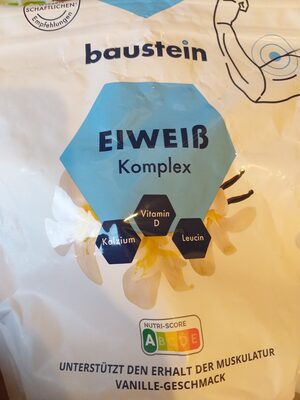 SCHAFTLICHEN
Empfehlungen
baustein
EIWEIß
Komplex
Vitamin
D
Kalzium
Leucin
NUTRI-SCORE
A B C D E
UNTERSTÜTZT DEN ERHALT DER MUSKULATUR
VANILLE-GESCHMACK